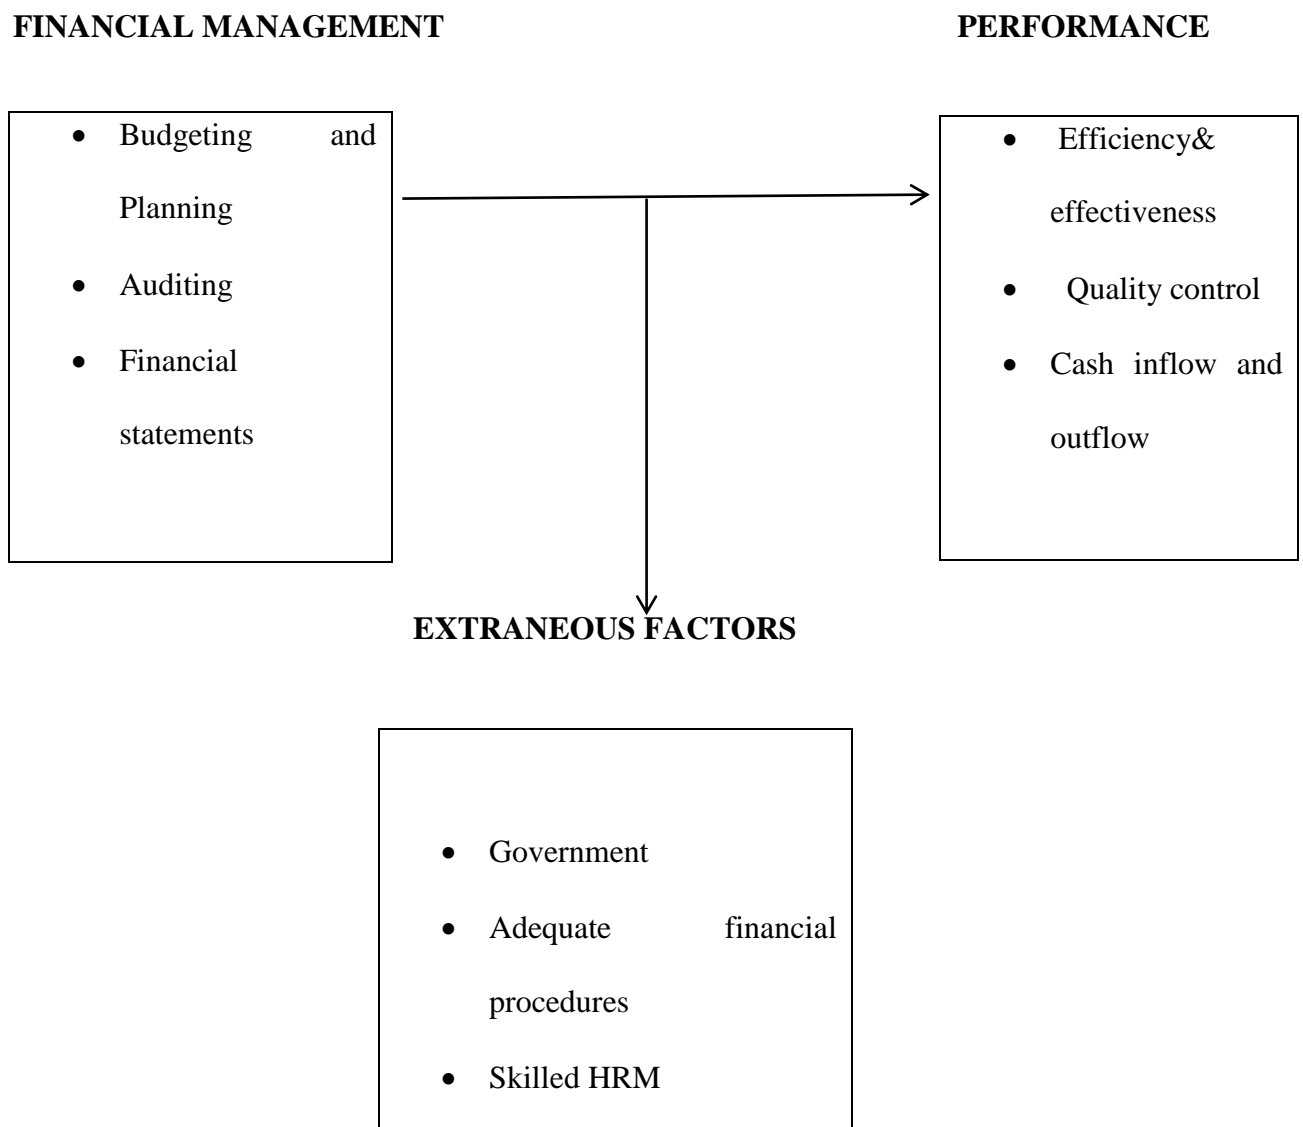 FINANCIAL MANAGEMENT
PERFORMANCE
• Budgeting and
Planning
• Auditing
• Financial
statements
• Efficiency&
effectiveness
• Quality control
• Cash inflow and
outflow
EXTRANEOUS FACTORS
• Government
• Adequate financial
procedures
• Skilled HRM